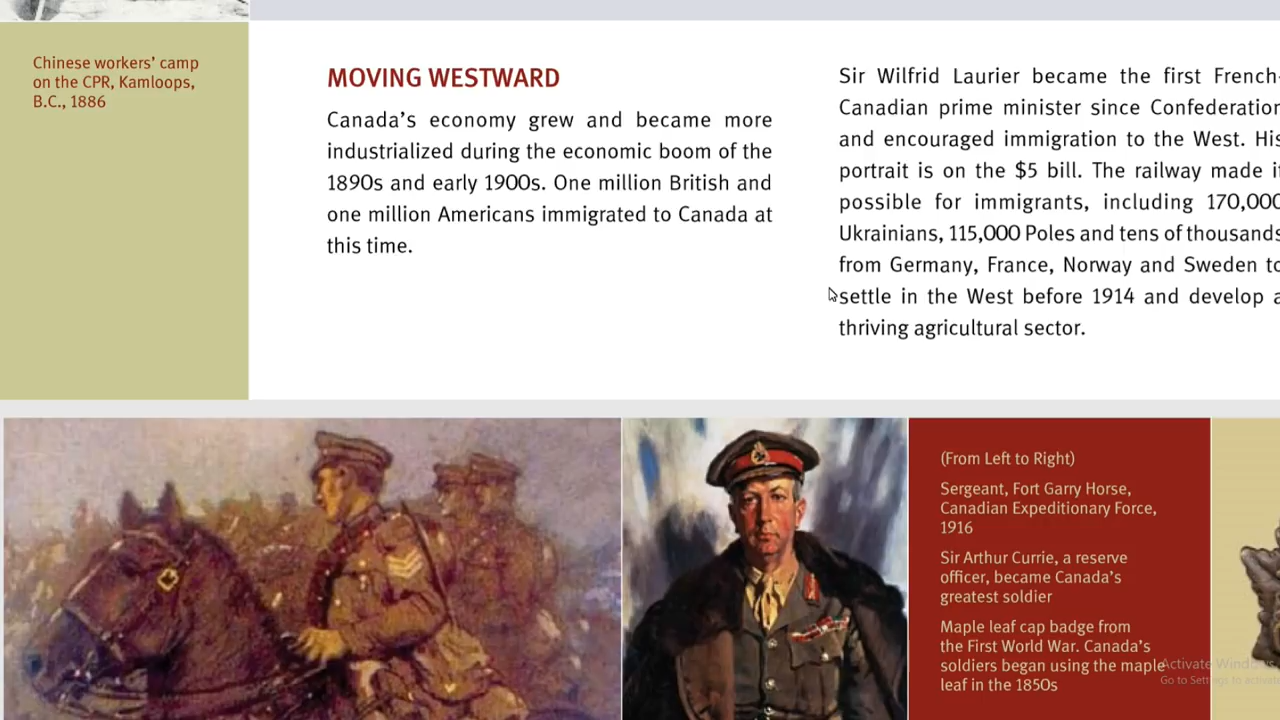 Chinese workers' camp
on the CPR, Kamloops,
B.C., 1886
MOVING WESTWARD
Canada's economy grew and became more
industrialized during the economic boom of the
1890s and early 1900s. One million British and
one million Americans immigrated to Canada at
this time.
Sir Wilfrid Laurier became the first French-
Canadian prime minister since Confederation
and encouraged immigration to the West. His
portrait is on the $5 bill. The railway made it
possible for immigrants, including 170,000
Ukrainians, 115,000 Poles and tens of thousands
from Germany, France, Norway and Sweden to
settle in the West before 1914 and develop a
thriving agricultural sector.
(From Left to Right)
Sergeant, Fort Garry Horse,
Canadian Expeditionary Force,
1916
Sir Arthur Currie, a reserve
officer, became Canada's
greatest soldier
Maple leaf cap badge from
the First World War. Canada's
soldiers began using the maple
leaf in the 1850s
Activate Windows
Go to Settings to activate